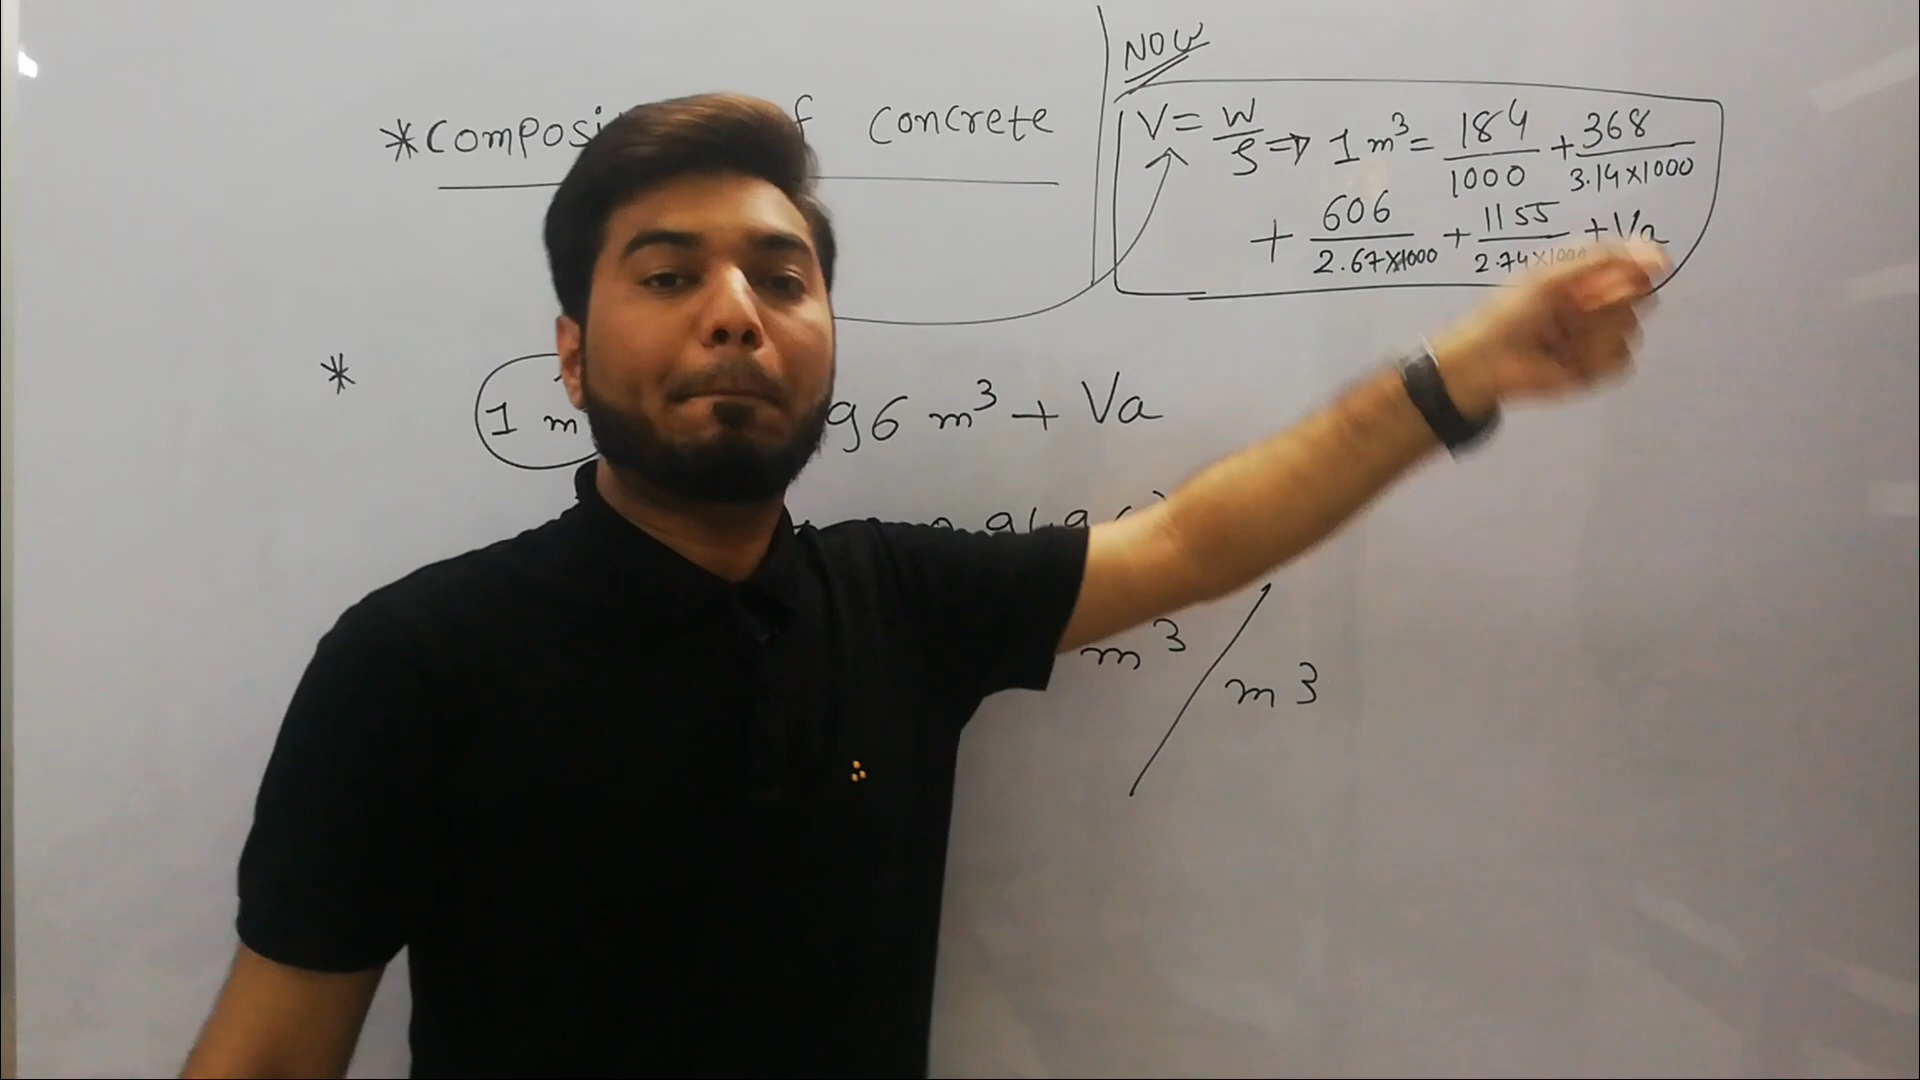 *Composi f Concrete
NOW
V = W/ρ ⇒ 1 m³ = 184/1000 + 368/3.14×1000
+ 606/2.67×1000 + 1155/2.74×1000 + Va
* 1 m 96 m³ + Va
m³/m3